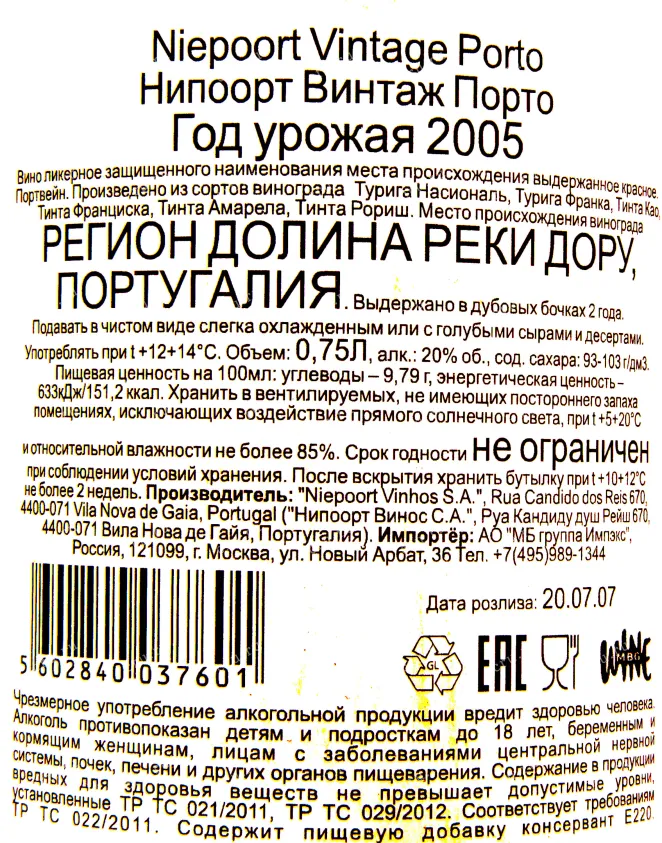 Niepoort Vintage Porto
Нипоорт Винтаж Порто
Год урожая 2005
Вино ликерное защищенного наименования места происхождения выдержанное красное.
Портвейн. Произведено из сортов винограда Турига Насиональ, Турига Франка, Тинта Као,
Тинта Франциска, Тинта Амарела, Тинта Рориш. Место происхождения винограда
РЕГИОН ДОЛИНА РЕКИ ДОРУ,
ПОРТУГАЛИЯ. Выдержано в дубовых бочках 2 года.
Подавать в чистом виде слегка охлажденным или с голубыми сырами и десертами.
Употреблять при t +12+14°С. Объем: 0,75Л, алк.: 20% об., сод. сахара: 93-103 г/дм3.
Пищевая ценность на 100мл: углеводы – 9,79 г, энергетическая ценность –
633кДж/151,2 ккал. Хранить в вентилируемых, не имеющих постороннего запаха
помещениях, исключающих воздействие прямого солнечного света, при t +5+20°С
и относительной влажности не более 85%. Срок годности не ограничен
при соблюдении условий хранения. После вскрытия хранить бутылку при t +10+12°С
не более 2 недель. Производитель: "Niepoort Vinhos S.A.", Rua Candido dos Reis 670,
4400-071 Vila Nova de Gaia, Portugal ("Нипоорт Винос С.А.", Руа Кандиду душ Рейш 670,
4400-071 Вила Нова де Гайя, Португалия). Импортёр: АО "МБ группа Импэкс",
Россия, 121099, г. Москва, ул. Новый Арбат, 36 Тел. +7(495)989-1344
Дата розлива: 20.07.07
5 602840 037601
GL
EAC
WINE
MBG
Чрезмерное употребление алкогольной продукции вредит здоровью человека.
Алкоголь противопоказан детям и подросткам до 18 лет, беременным и
кормящим женщинам, лицам с заболеваниями центральной нервной
системы, почек, печени и других органов пищеварения. Содержание в продукции
вредных для здоровья веществ не превышает допустимые уровни,
установленные ТР ТС 021/2011, ТР ТС 029/2012. Соответствует требованиям
ТР ТС 022/2011. Содержит пищевую добавку консервант Е220.